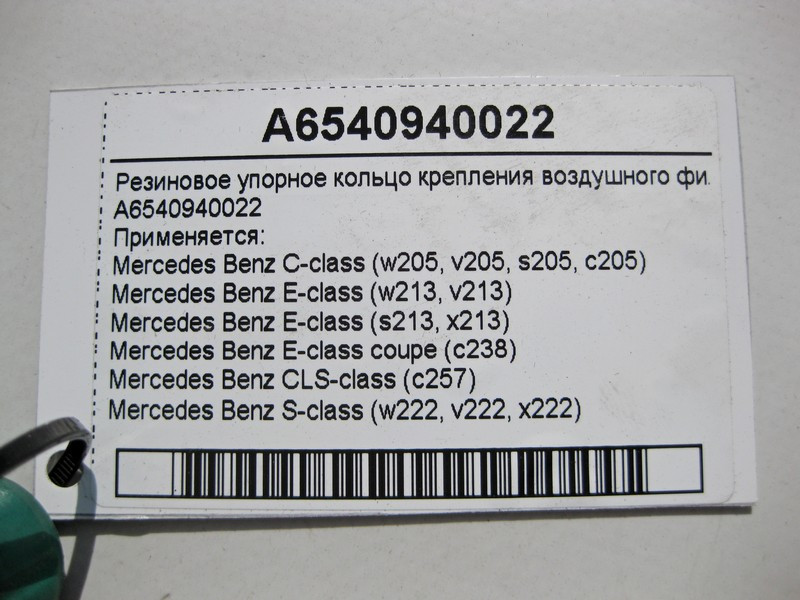 A6540940022
Резиновое упорное кольцо крепления воздушного фи.
A6540940022
Применяется:
Mercedes Benz C-class (w205, v205, s205, c205)
Mercedes Benz E-class (w213, v213)
Mercedes Benz E-class (s213, x213)
Mercedes Benz E-class coupe (c238)
Mercedes Benz CLS-class (c257)
Mercedes Benz S-class (w222, v222, x222)